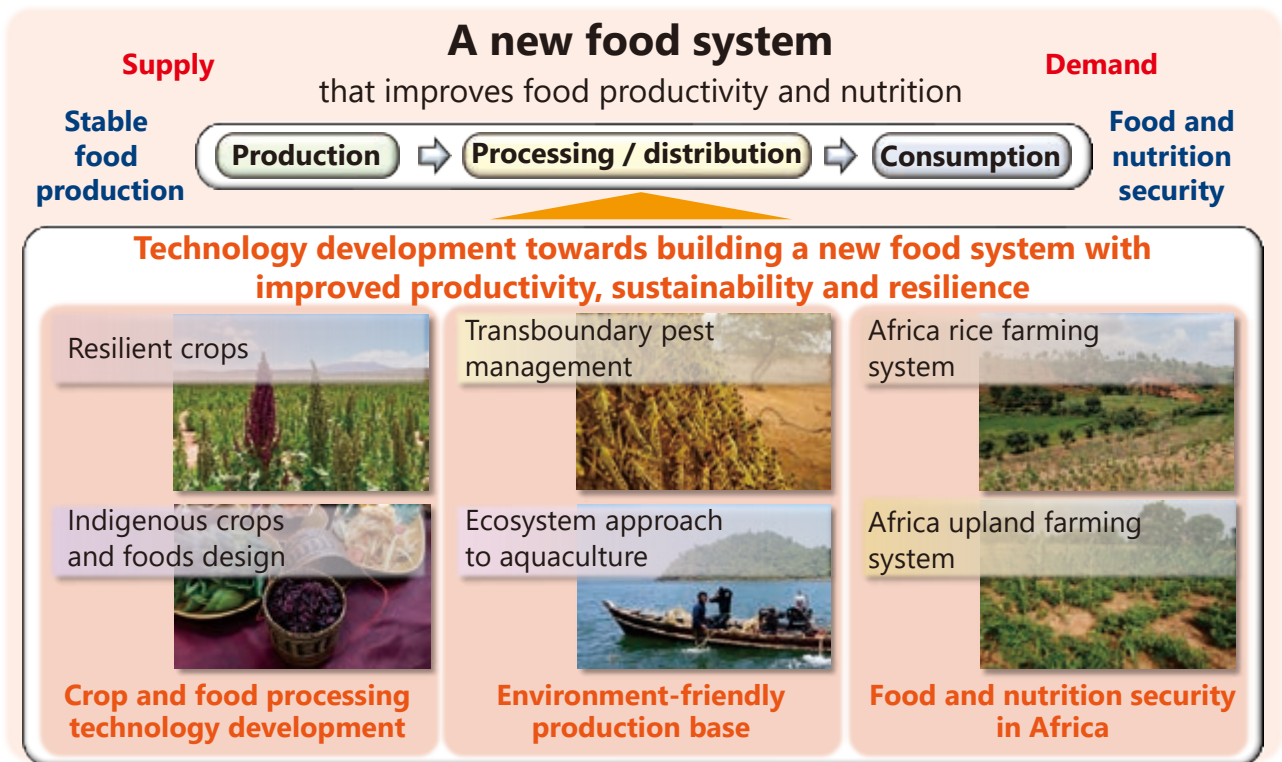 A new food system
that improves food productivity and nutrition
Supply
Demand
Stable
food
production
Production
Processing / distribution
Consumption
Food and
nutrition
security
Technology development towards building a new food system with
improved productivity, sustainability and resilience
Resilient crops
Indigenous crops
and foods design
Crop and food processing
technology development
Transboundary pest
management
Ecosystem approach
to aquaculture
Environment-friendly
production base
Africa rice farming
system
Africa upland farming
system
Food and nutrition security
in Africa